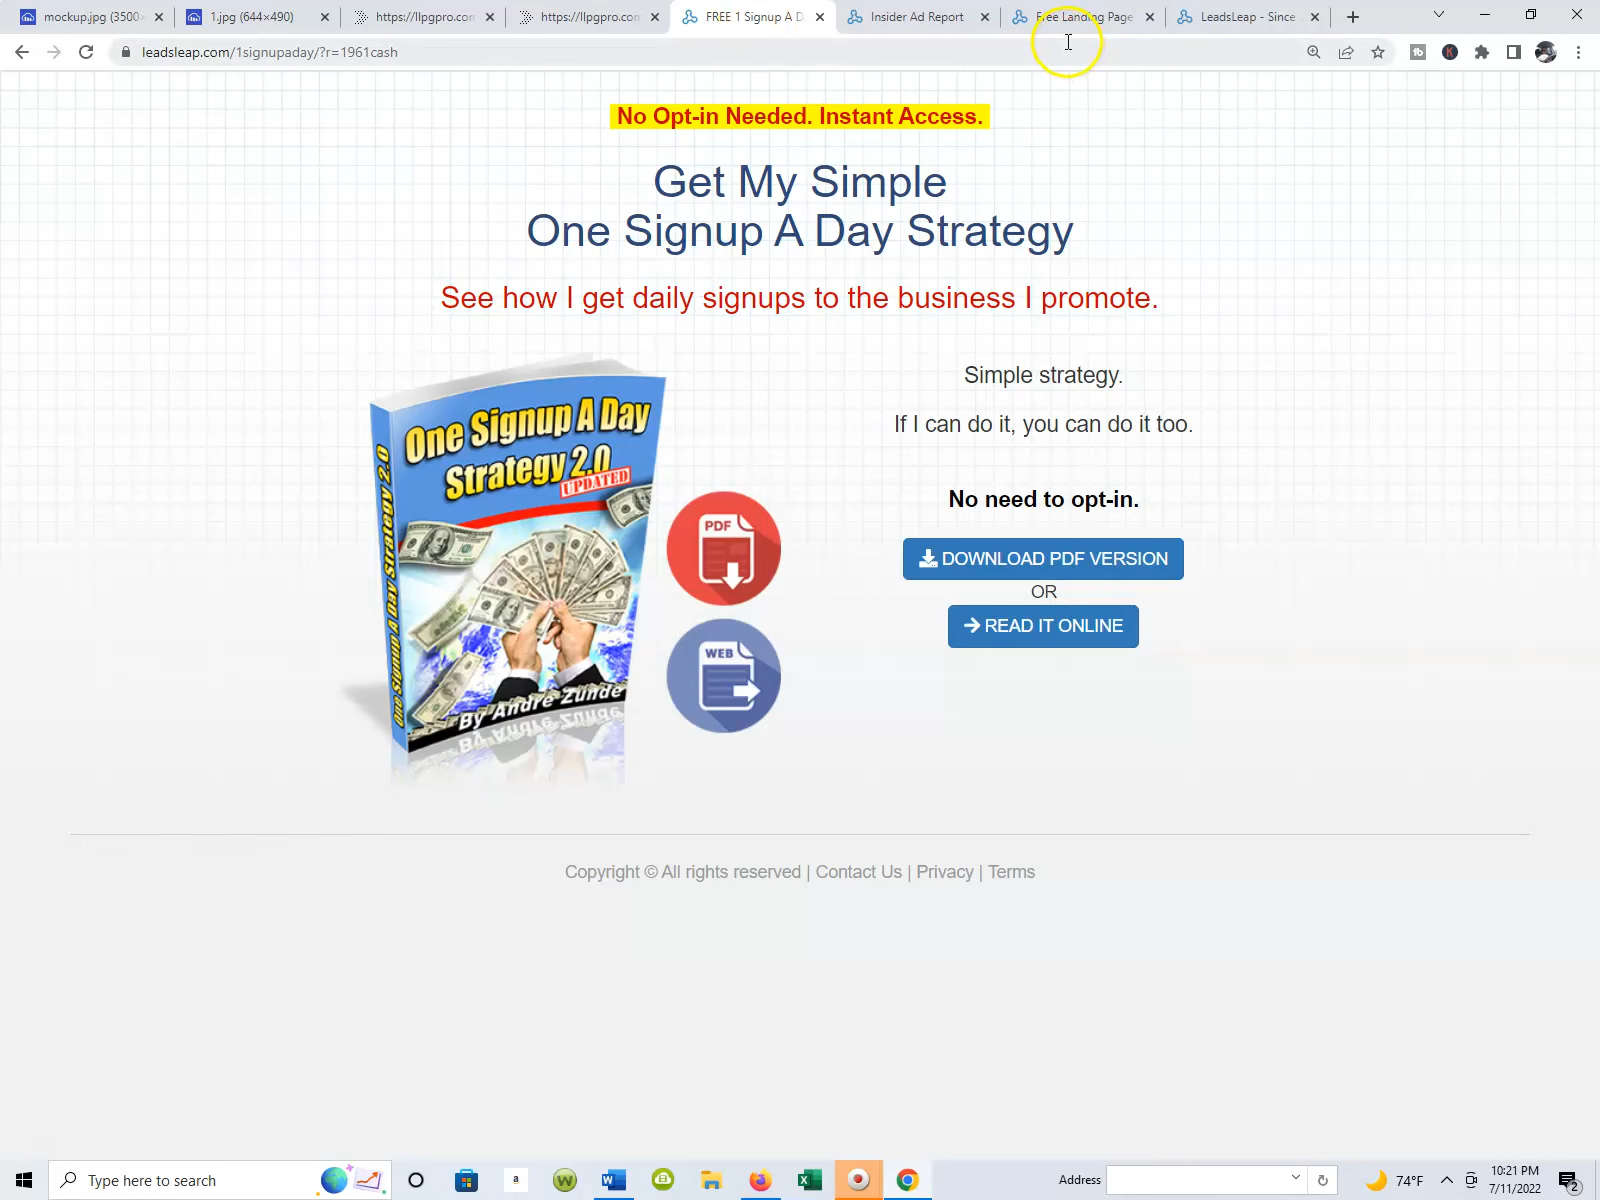 mockup.jpg (3500×
1.jpg (644×490)
https://llpgpro.com
https://llpgpro.com
FREE 1 Signup A D
Insider Ad Report
Free Landing Page
LeadsLeap - Since
leadsleap.com/1signupaday/?r=1961cash
No Opt-in Needed. Instant Access.
Get My Simple
One Signup A Day Strategy
See how I get daily signups to the business I promote.
One Signup A Day
Strategy 2.0
UPDATED
One Signup A Day Strategy 2.0
By Andre Zunde
PDF
WEB
Simple strategy.
If I can do it, you can do it too.
No need to opt-in.
DOWNLOAD PDF VERSION
OR
READ IT ONLINE
Copyright © All rights reserved | Contact Us | Privacy | Terms
Type here to search
Address
74°F
10:21 PM
7/11/2022
2